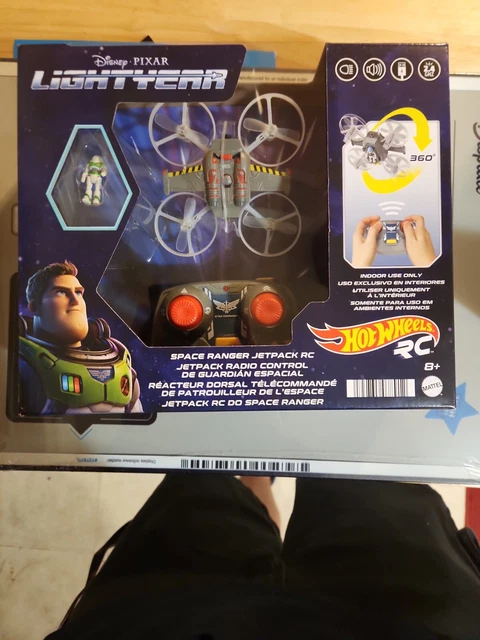 Disney · PIXAR
LIGHTYEAR
360°
INDOOR USE ONLY
USO EXCLUSIVO EN INTERIORES
UTILISER UNIQUEMENT
À L'INTÉRIEUR
SOMENTE PARA USO EM
AMBIENTES INTERNOS
Hot Wheels
RC
8+
MATTEL
SPACE RANGER JETPACK RC
JETPACK RADIO CONTROL
DE GUARDIÁN ESPACIAL
RÉACTEUR DORSAL TÉLÉCOMMANDÉ
DE PATROUILLEUR DE L'ESPACE
JETPACK RC DO SPACE RANGER